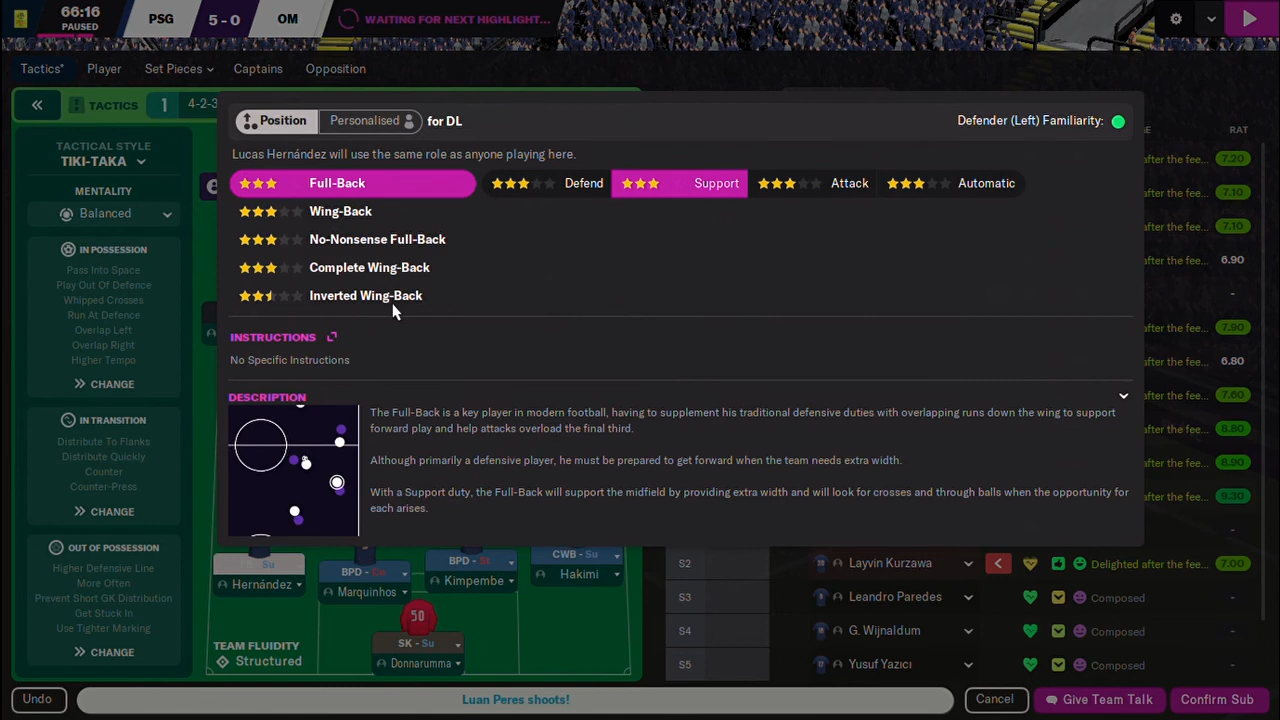 66:16
PAUSED
PSG
5 - 0
OM
WAITING FOR NEXT HIGHLIGHT...
Tactics*
Player
Set Pieces
Captains
Opposition
TACTICS
1
4-2-3
TACTICAL STYLE
TIKI-TAKA
MENTALITY
Balanced
IN POSSESSION
Pass Into Space
Play Out Of Defence
Whipped Crosses
Run At Defence
Overlap Left
Overlap Right
Higher Tempo
CHANGE
IN TRANSITION
Distribute To Flanks
Distribute Quickly
Counter
Counter-Press
CHANGE
OUT OF POSSESSION
Higher Defensive Line
More Often
Prevent Short GK Distribution
Get Stuck In
Use Tighter Marking
CHANGE
Position
Personalised
for DL
Defender (Left) Familiarity:
Lucas Hernández will use the same role as anyone playing here.
Full-Back
Defend
Support
Attack
Automatic
Wing-Back
No-Nonsense Full-Back
Complete Wing-Back
Inverted Wing-Back
INSTRUCTIONS
No Specific Instructions
DESCRIPTION
The Full-Back is a key player in modern football, having to supplement his traditional defensive duties with overlapping runs down the wing to support
forward play and help attacks overload the final third.
Although primarily a defensive player, he must be prepared to get forward when the team needs extra width.
With a Support duty, the Full-Back will support the midfield by providing extra width and will look for crosses and through balls when the opportunity for
each arises.
Su
Hernández
BPD - Co
Marquinhos
BPD - St
Kimpembe
CWB - Su
Hakimi
50
SK - Su
Donnarumma
TEAM FLUIDITY
Structured
RAT
after the fee...
7.20
after the fee...
7.10
after the fee...
7.10
after the fee...
6.90
-
after the fee...
7.90
after the fee...
6.80
after the fee...
7.60
after the fee...
8.80
after the fee...
8.90
after the fee...
9.30
-
S2
Layvin Kurzawa
Delighted after the fee...
7.00
S3
Leandro Paredes
Composed
-
S4
G. Wijnaldum
Composed
-
S5
Yusuf Yazıcı
Composed
-
Undo
Luan Peres shoots!
Cancel
Give Team Talk
Confirm Sub